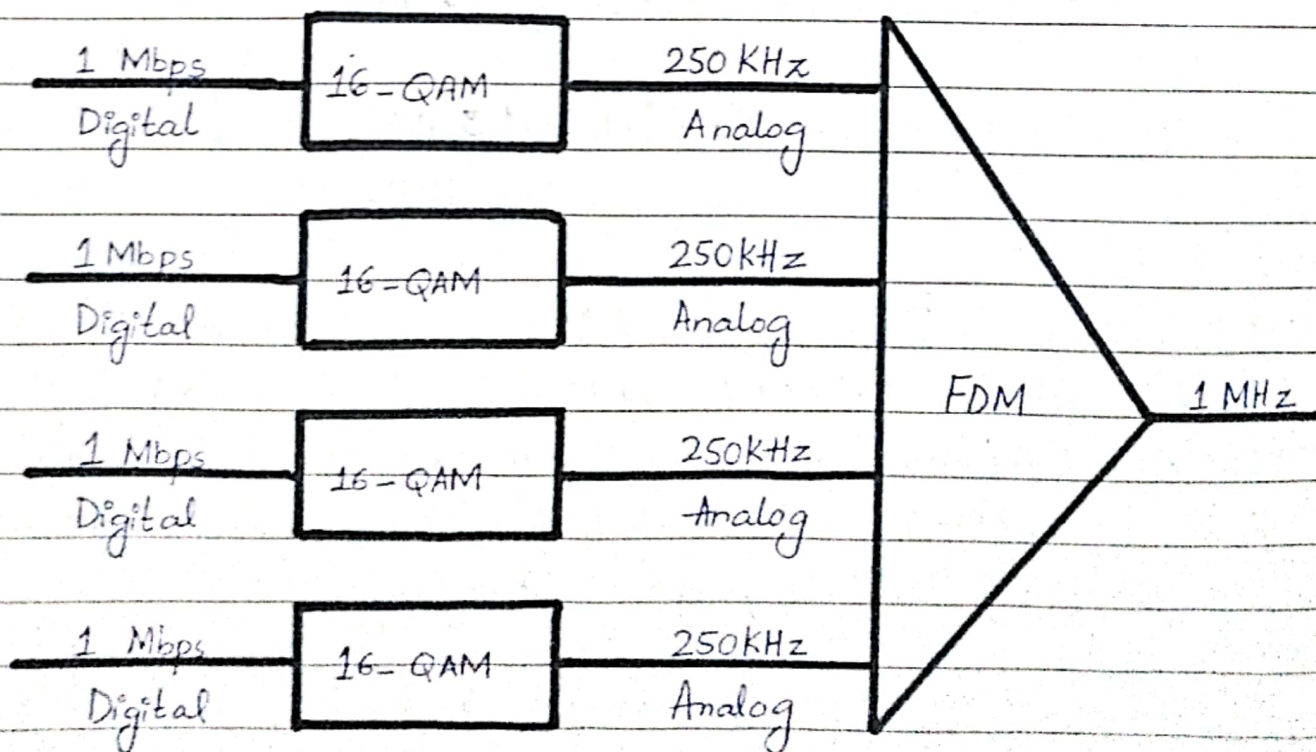 1 Mbps
Digital
16-QAM
250 KHz
Analog
1 Mbps
Digital
16-QAM
250KHz
Analog
FDM
1 MHz
1 Mbps
Digital
16-QAM
250KHz
Analog
1 Mbps
Digital
16-QAM
250KHz
Analog